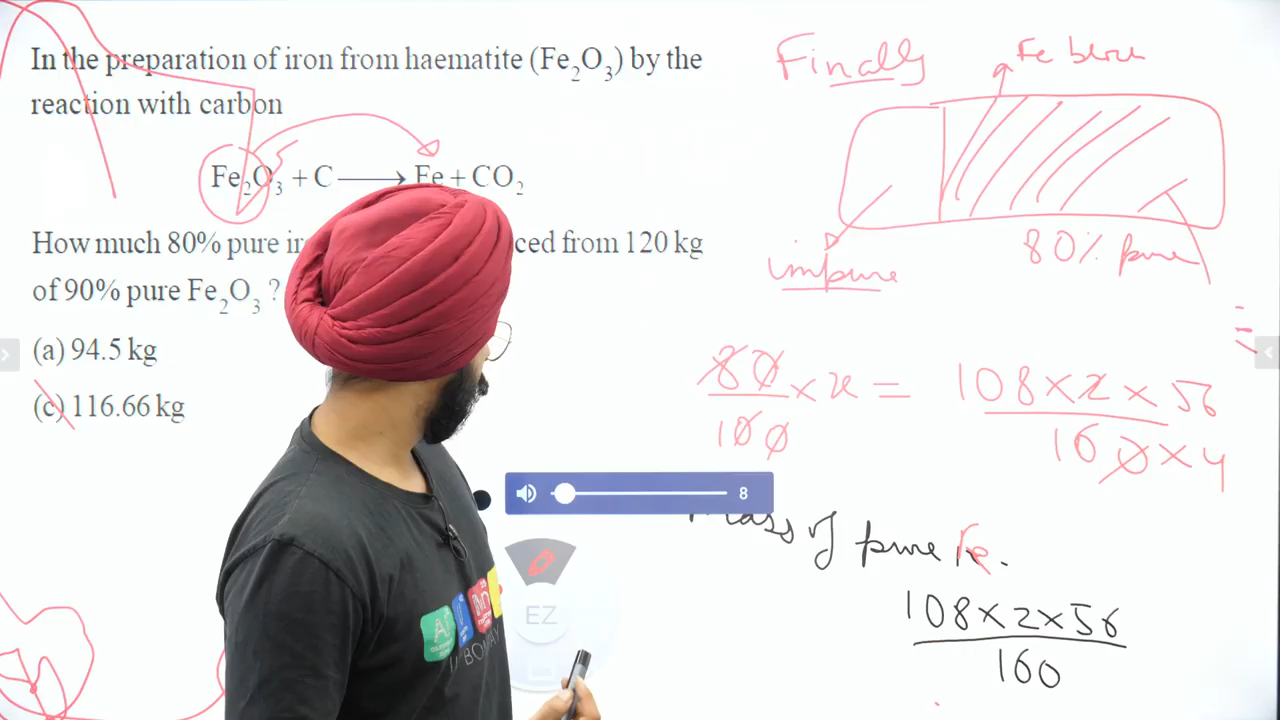 In the preparation of iron from haematite (Fe₂O₃) by the
reaction with carbon
Fe₂O₃ + C ⟶ Fe + CO₂
How much 80% pure ced from 120 kg
of 90% pure Fe₂O₃ ?
(a) 94.5 kg
(c) 116.66 kg
Finally
Fe
80% pure
impure
80/100 × x = 108×2×56/160×4
8
Mass of pure Fe.
108×2×56/160
EZ